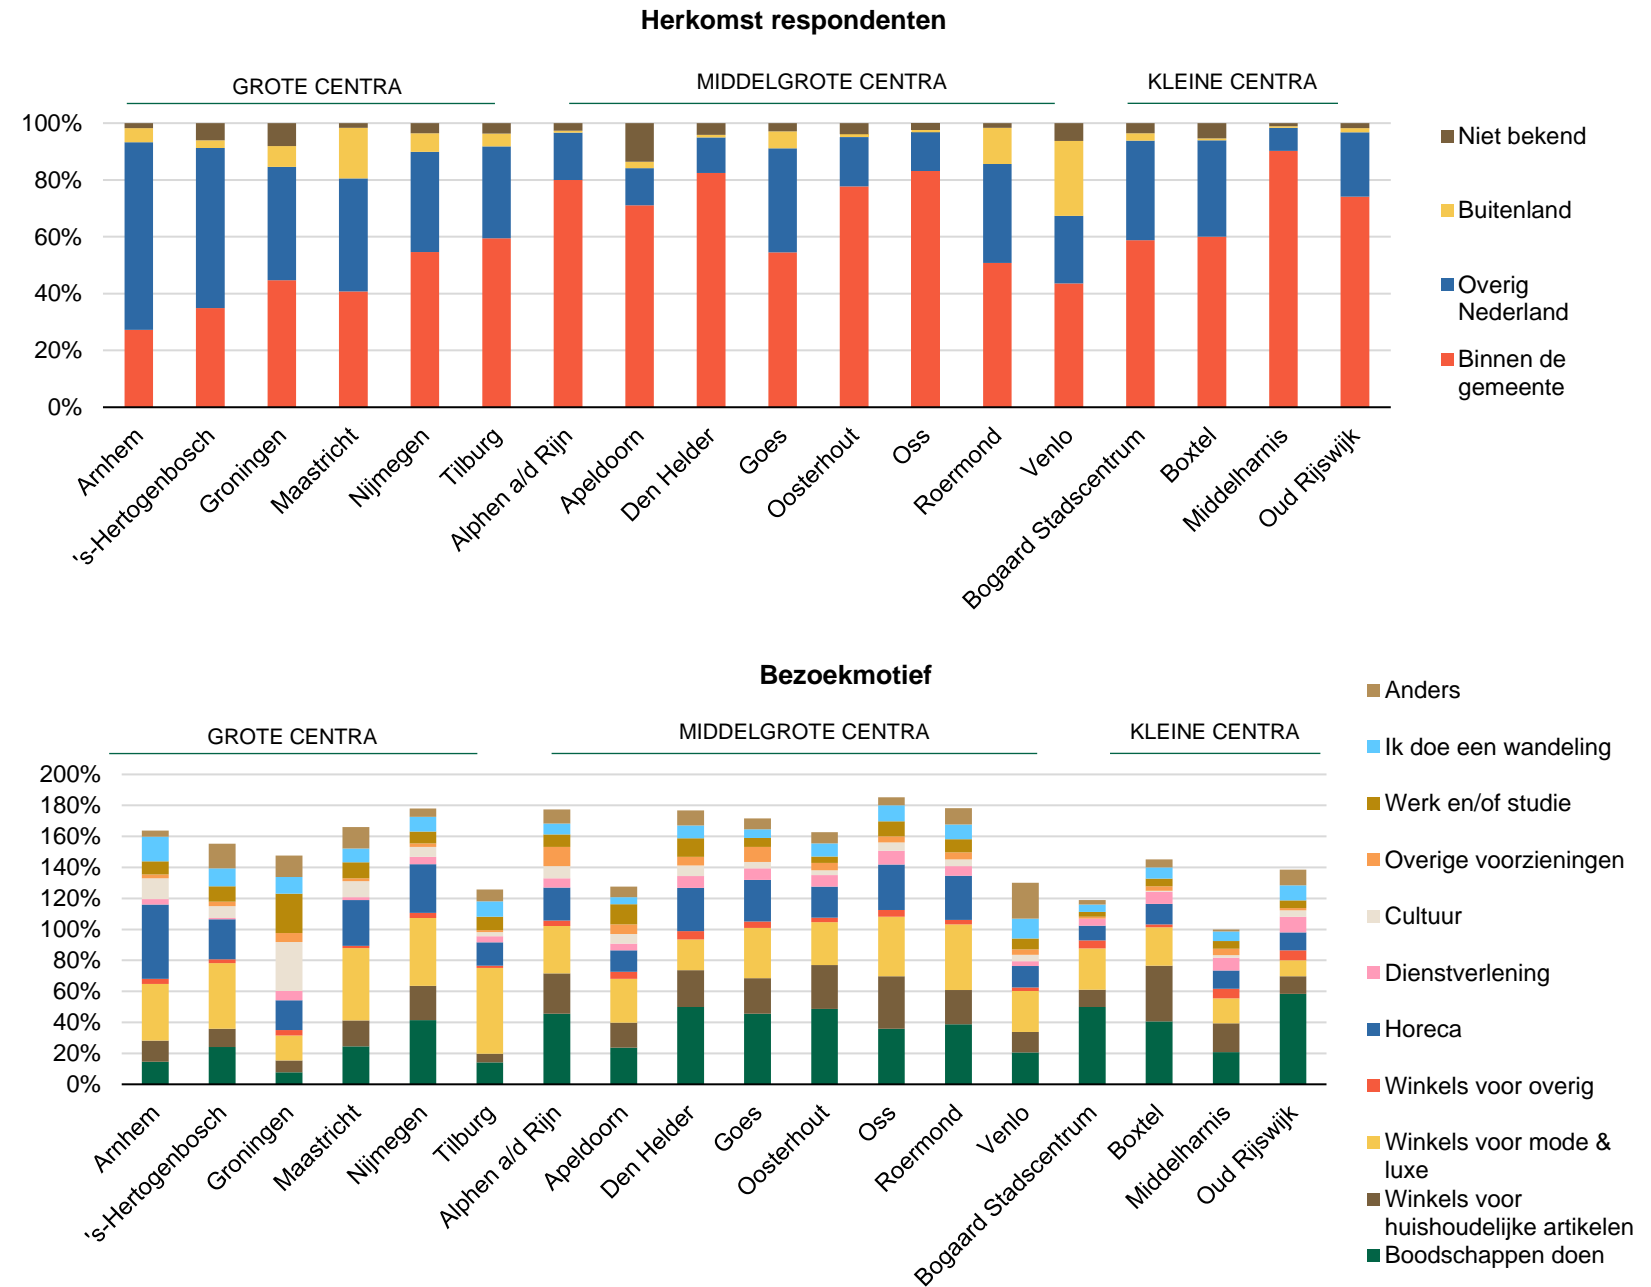 Herkomst respondenten
GROTE CENTRA
MIDDELGROTE CENTRA
KLEINE CENTRA
100%
80%
60%
40%
20%
0%
Arnhem
's-Hertogenbosch
Groningen
Maastricht
Nijmegen
Tilburg
Alphen a/d Rijn
Apeldoorn
Den Helder
Goes
Oosterhout
Oss
Roermond
Venlo
Bogaard Stadscentrum
Boxtel
Middelharnis
Oud Rijswijk
Niet bekend
Buitenland
Overig
Nederland
Binnen de
gemeente
Bezoekmotief
GROTE CENTRA
MIDDELGROTE CENTRA
KLEINE CENTRA
200%
180%
160%
140%
120%
100%
80%
60%
40%
20%
0%
Arnhem
's-Hertogenbosch
Groningen
Maastricht
Nijmegen
Tilburg
Alphen a/d Rijn
Apeldoorn
Den Helder
Goes
Oosterhout
Oss
Roermond
Venlo
Bogaard Stadscentrum
Boxtel
Middelharnis
Oud Rijswijk
Anders
Ik doe een wandeling
Werk en/of studie
Overige voorzieningen
Cultuur
Dienstverlening
Horeca
Winkels voor overig
Winkels voor mode &
luxe
Winkels voor
huishoudelijke artikelen
Boodschappen doen